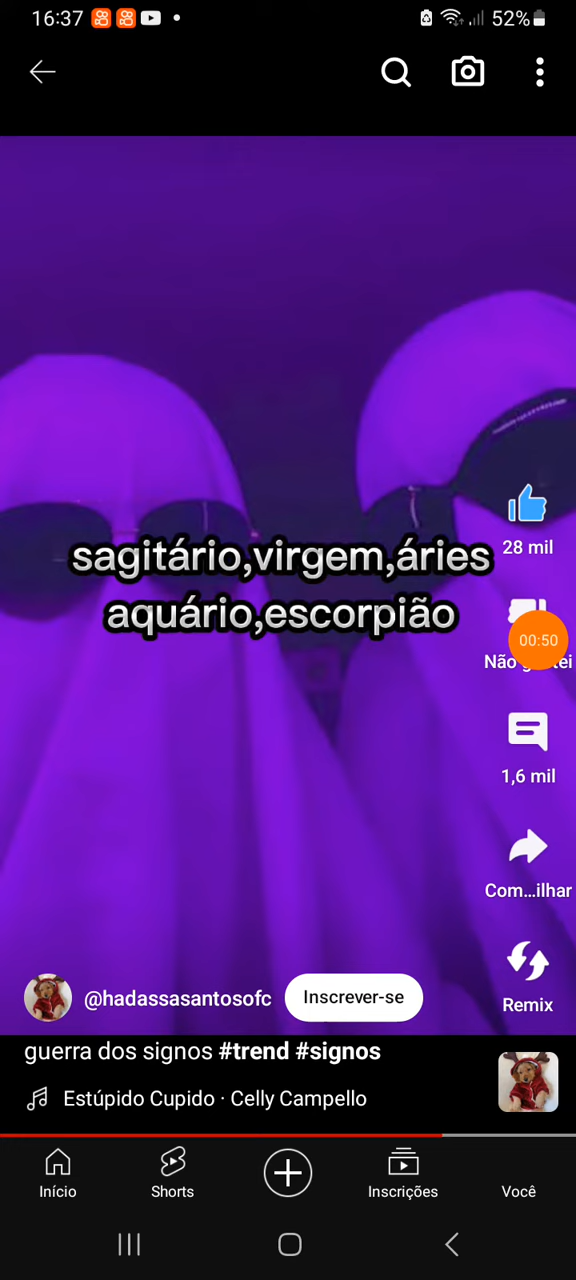 16:37
52%
sagitário,virgem,áries
aquário,escorpião
28 mil
00:50
1,6 mil
Com...ilhar
Remix
@hadassasantosofc
Inscrever-se
guerra dos signos #trend #signos
Estúpido Cupido · Celly Campello
Início
Shorts
Inscrições
Você